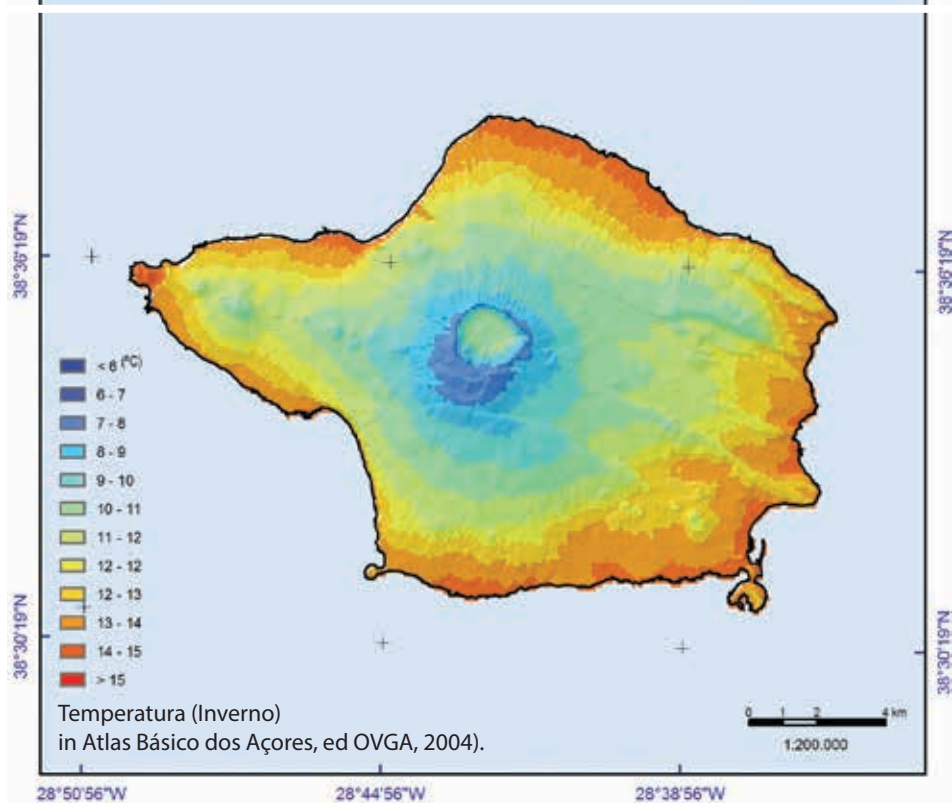 38°36'19"N
38°36'19"N
< 6 (ºC)
6 - 7
7 - 8
8 - 9
9 - 10
10 - 11
11 - 12
12 - 12
12 - 13
13 - 14
14 - 15
> 15
38°30'19"N
38°30'19"N
Temperatura (Inverno)
in Atlas Básico dos Açores, ed OVGA, 2004).
0 1 2 4 km
1:200.000
28°50'56"W 28°44'56"W 28°38'56"W